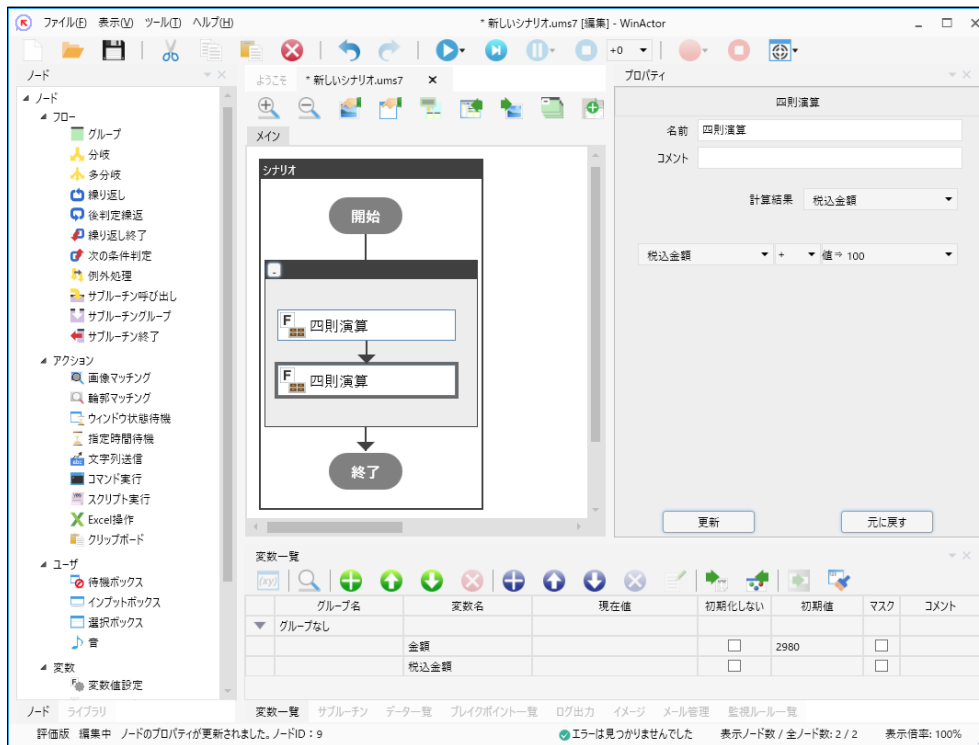 ファイル(F) 表示(V) ツール(T) ヘルプ(H)
* 新しいシナリオ.ums7 [編集] - WinActor
+0
ノード
ようこそ * 新しいシナリオ.ums7
プロパティ
ノード
フロー
グループ
分岐
多分岐
繰り返し
後判定繰返
繰り返し終了
次の条件判定
例外処理
サブルーチン呼び出し
サブルーチングループ
サブルーチン終了
アクション
画像マッチング
輪郭マッチング
ウィンドウ状態待機
指定時間待機
文字列送信
コマンド実行
スクリプト実行
Excel操作
クリップボード
ユーザ
待機ボックス
インプットボックス
選択ボックス
音
変数
変数値設定
ノード ライブラリ
メイン
シナリオ
開始
四則演算
四則演算
終了
四則演算
名前 四則演算
コメント
計算結果 税込金額
税込金額 + 値⇒100
更新 元に戻す
変数一覧
グループ名 変数名 現在値 初期化しない 初期値 マスク コメント
グループなし
金額 2980
税込金額
変数一覧 サブルーチン データ一覧 ブレイクポイント一覧 ログ出力 イメージ メール管理 監視ルール一覧
評価版 編集中 ノードのプロパティが更新されました。ノードID:9
エラーは見つかりませんでした 表示ノード数 / 全ノード数: 2 / 2 表示倍率: 100%